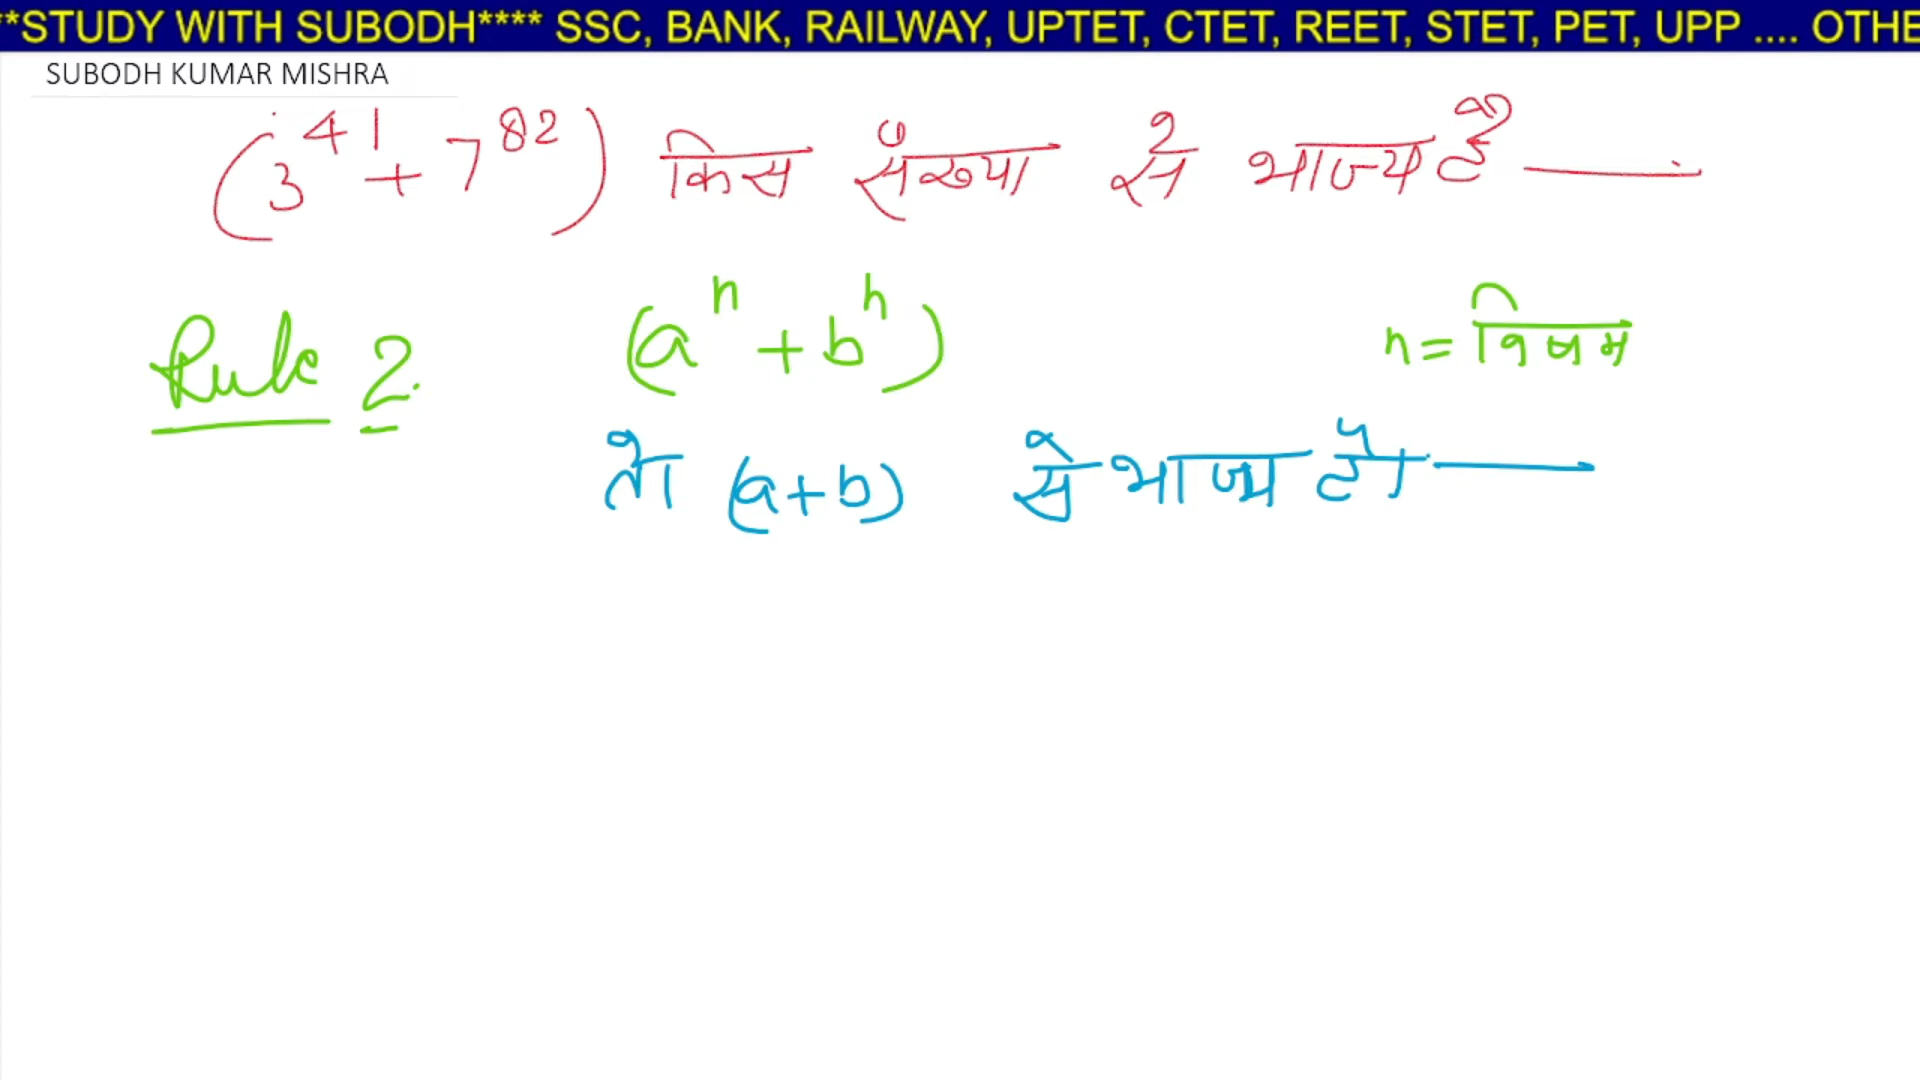 **STUDY WITH SUBODH**** SSC, BANK, RAILWAY, UPTET, CTET, REET, STET, PET, UPP .... OTHE
SUBODH KUMAR MISHRA
(3^41 + 7^82) किस संख्या से भाज्य है
Rule 2. (a^n + b^n) n = विषम
तो (a+b) से भाज्य है।